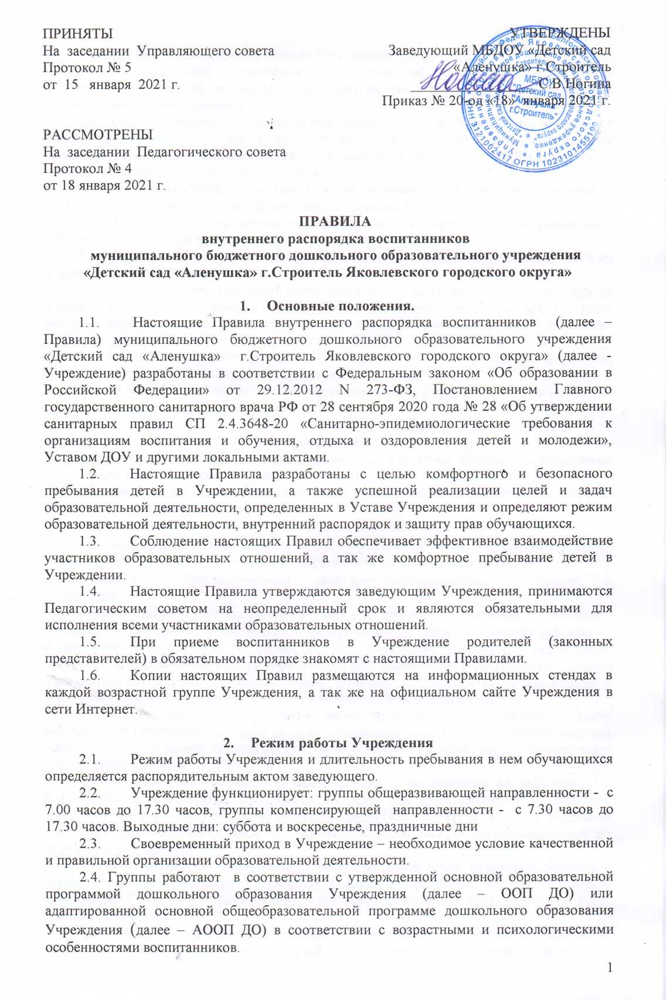 ПРИНЯТЫ
На заседании Управляющего совета
Протокол № 5
от 15 января 2021 г.
УТВЕРЖДЕНЫ
Заведующий МБДОУ «Детский сад
«Аленушка» г.Строитель
С.В.Ногина
Приказ № 20-од «18» января 2021 г.
МБДОУ
"Детский сад
"Аленушка"
г.Строитель"
ИНН 3121002417 ОГРН
РАССМОТРЕНЫ
На заседании Педагогического совета
Протокол № 4
от 18 января 2021 г.
ПРАВИЛА
внутреннего распорядка воспитанников
муниципального бюджетного дошкольного образовательного учреждения
«Детский сад «Аленушка» г.Строитель Яковлевского городского округа»
1. Основные положения.
1.1. Настоящие Правила внутреннего распорядка воспитанников (далее –
Правила) муниципального бюджетного дошкольного образовательного учреждения
«Детский сад «Аленушка» г.Строитель Яковлевского городского округа» (далее -
Учреждение) разработаны в соответствии с Федеральным законом «Об образовании в
Российской Федерации» от 29.12.2012 N 273-ФЗ, Постановлением Главного
государственного санитарного врача РФ от 28 сентября 2020 года № 28 «Об утверждении
санитарных правил СП 2.4.3648-20 «Санитарно-эпидемиологические требования к
организациям воспитания и обучения, отдыха и оздоровления детей и молодежи»,
Уставом ДОУ и другими локальными актами.
1.2. Настоящие Правила разработаны с целью комфортного и безопасного
пребывания детей в Учреждении, а также успешной реализации целей и задач
образовательной деятельности, определенных в Уставе Учреждения и определяют режим
образовательной деятельности, внутренний распорядок и защиту прав обучающихся.
1.3. Соблюдение настоящих Правил обеспечивает эффективное взаимодействие
участников образовательных отношений, а так же комфортное пребывание детей в
Учреждении.
1.4. Настоящие Правила утверждаются заведующим Учреждения, принимаются
Педагогическим советом на неопределенный срок и являются обязательными для
исполнения всеми участниками образовательных отношений.
1.5. При приеме воспитанников в Учреждение родителей (законных
представителей) в обязательном порядке знакомят с настоящими Правилами.
1.6. Копии настоящих Правил размещаются на информационных стендах в
каждой возрастной группе Учреждения, а так же на официальном сайте Учреждения в
сети Интернет.
2. Режим работы Учреждения
2.1. Режим работы Учреждения и длительность пребывания в нем обучающихся
определяется распорядительным актом заведующего.
2.2. Учреждение функционирует: группы общеразвивающей направленности - с
7.00 часов до 17.30 часов, группы компенсирующей направленности - с 7.30 часов до
17.30 часов. Выходные дни: суббота и воскресенье, праздничные дни
2.3. Своевременный приход в Учреждение – необходимое условие качественной
и правильной организации образовательной деятельности.
2.4. Группы работают в соответствии с утвержденной основной образовательной
программой дошкольного образования Учреждения (далее – ООП ДО) или
адаптированной основной общеобразовательной программе дошкольного образования
Учреждения (далее – АООП ДО) в соответствии с возрастными и психологическими
особенностями воспитанников.
1